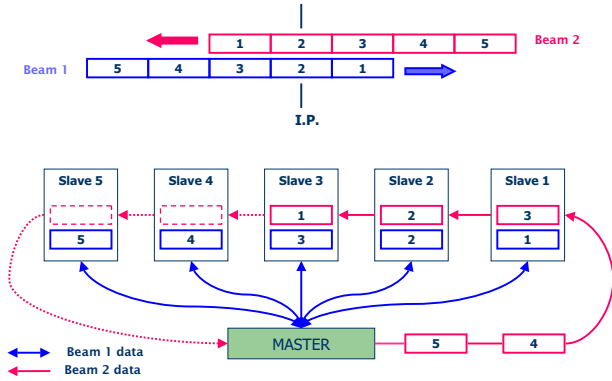 1 2 3 4 5 Beam 2
Beam 1 5 4 3 2 1
I.P.
Slave 5 Slave 4 Slave 3 Slave 2 Slave 1
1 2 3
5 4 3 2 1
MASTER 5 4
Beam 1 data
Beam 2 data